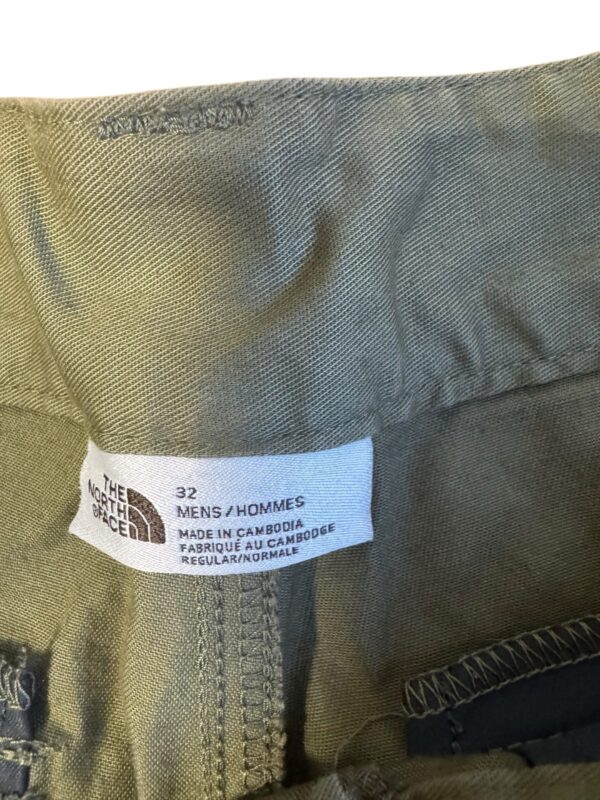 THE
NORTH
FACE
32
MENS/HOMMES
MADE IN CAMBODIA
FABRIQUÉ AU CAMBODGE
REGULAR/NORMALE